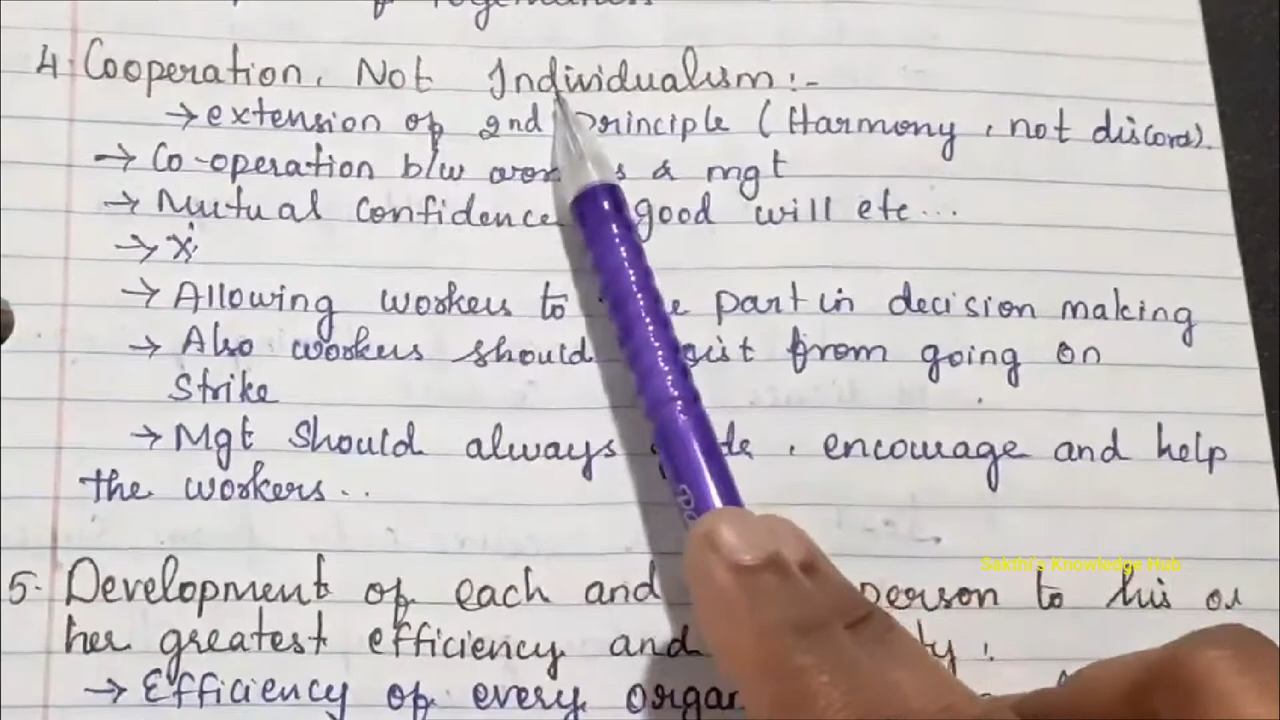 4. Cooperation, Not Individualism:-
→ extension of 2nd principle (Harmony, not discord).
→ Co-operation b/w & mgt
→ Mutual confidence good will etc...
→ x
→ Allowing workers to part in decision making
→ Also workers should from going on
Strike
→ Mgt should always , encourage and help
the workers..
5. Development of each and person to his or
her greatest efficiency and
→ Efficiency of every
Sakthi's Knowledge Hub